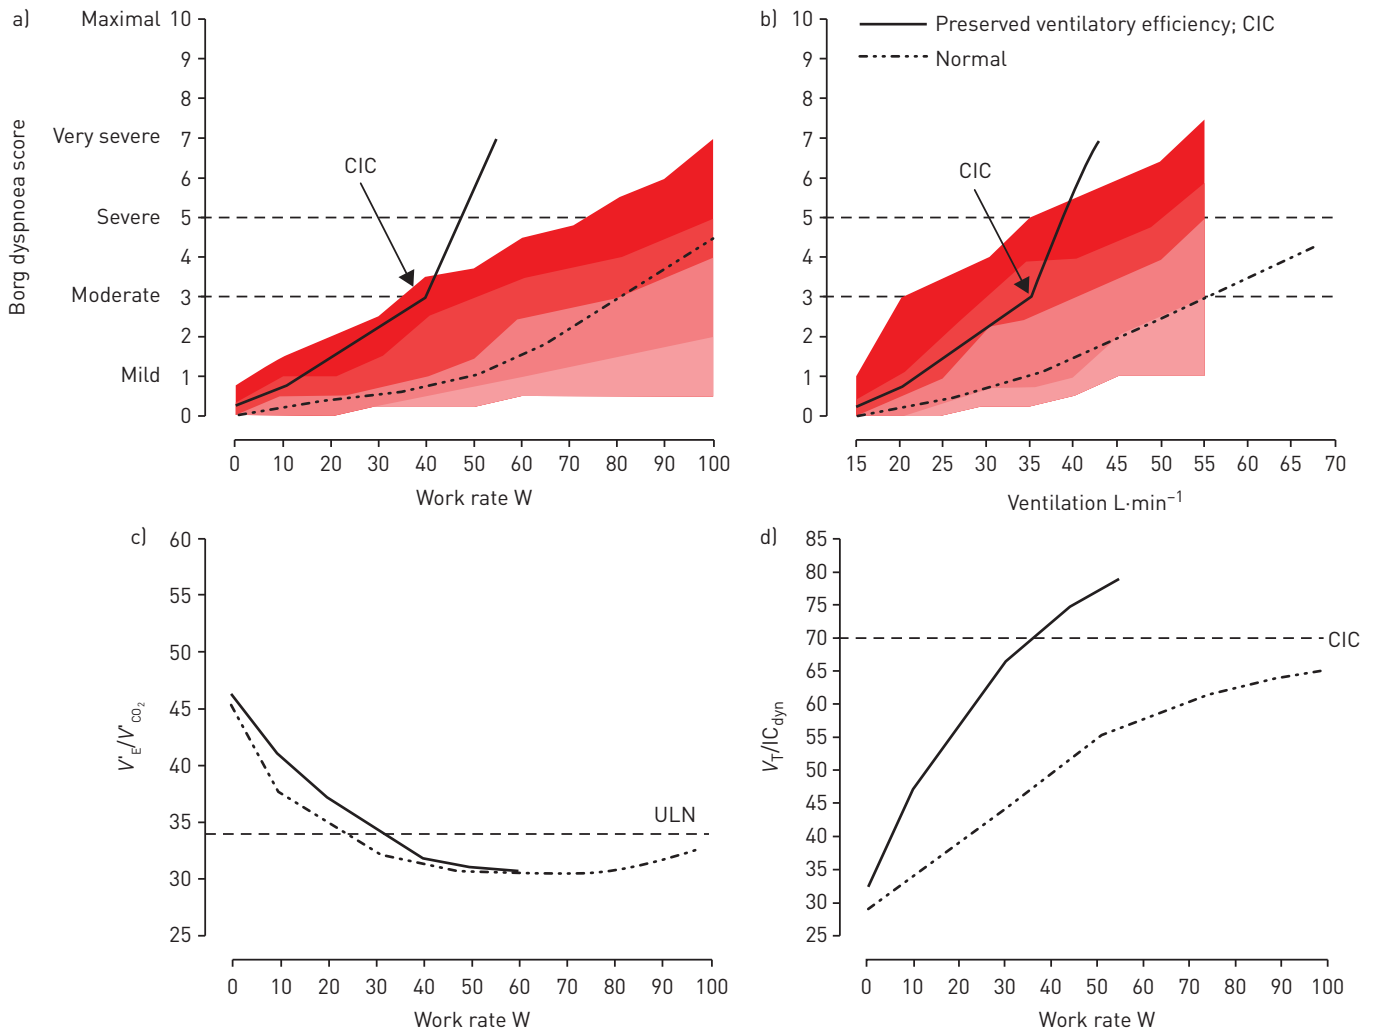 a)
Borg dyspnoea score
Maximal 10
9
8
Very severe 7
6
Severe 5
4
Moderate 3
2
Mild 1
0
CIC
0 10 20 30 40 50 60 70 80 90 100
Work rate W
b)
Preserved ventilatory efficiency; CIC
Normal
10
9
8
7
6
5
4
3
2
1
0
CIC
15 20 25 30 35 40 45 50 55 60 65 70
Ventilation L·min⁻¹
c)
V'E/V'CO₂
60
55
50
45
40
35
30
25
ULN
0 10 20 30 40 50 60 70 80 90 100
Work rate W
d)
VT/ICdyn
85
80
75
70
65
60
55
50
45
40
35
30
25
CIC
0 10 20 30 40 50 60 70 80 90 100
Work rate W